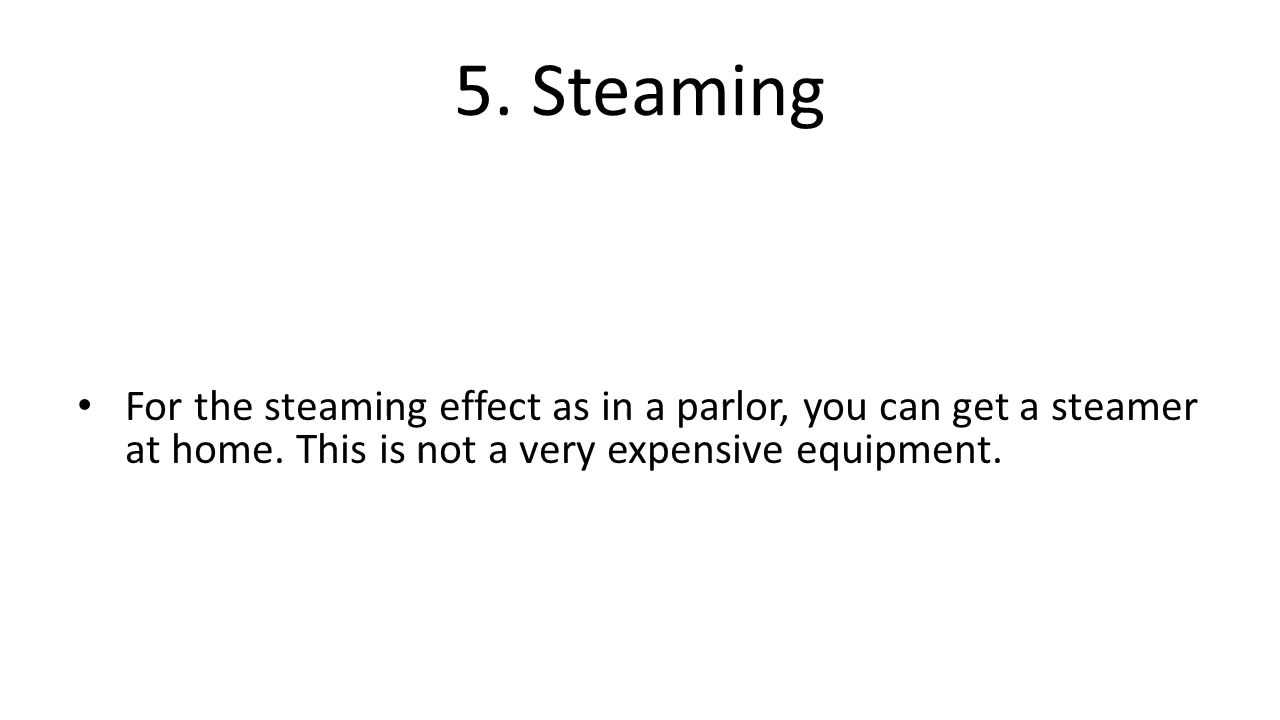 5. Steaming
• For the steaming effect as in a parlor, you can get a steamer
at home. This is not a very expensive equipment.